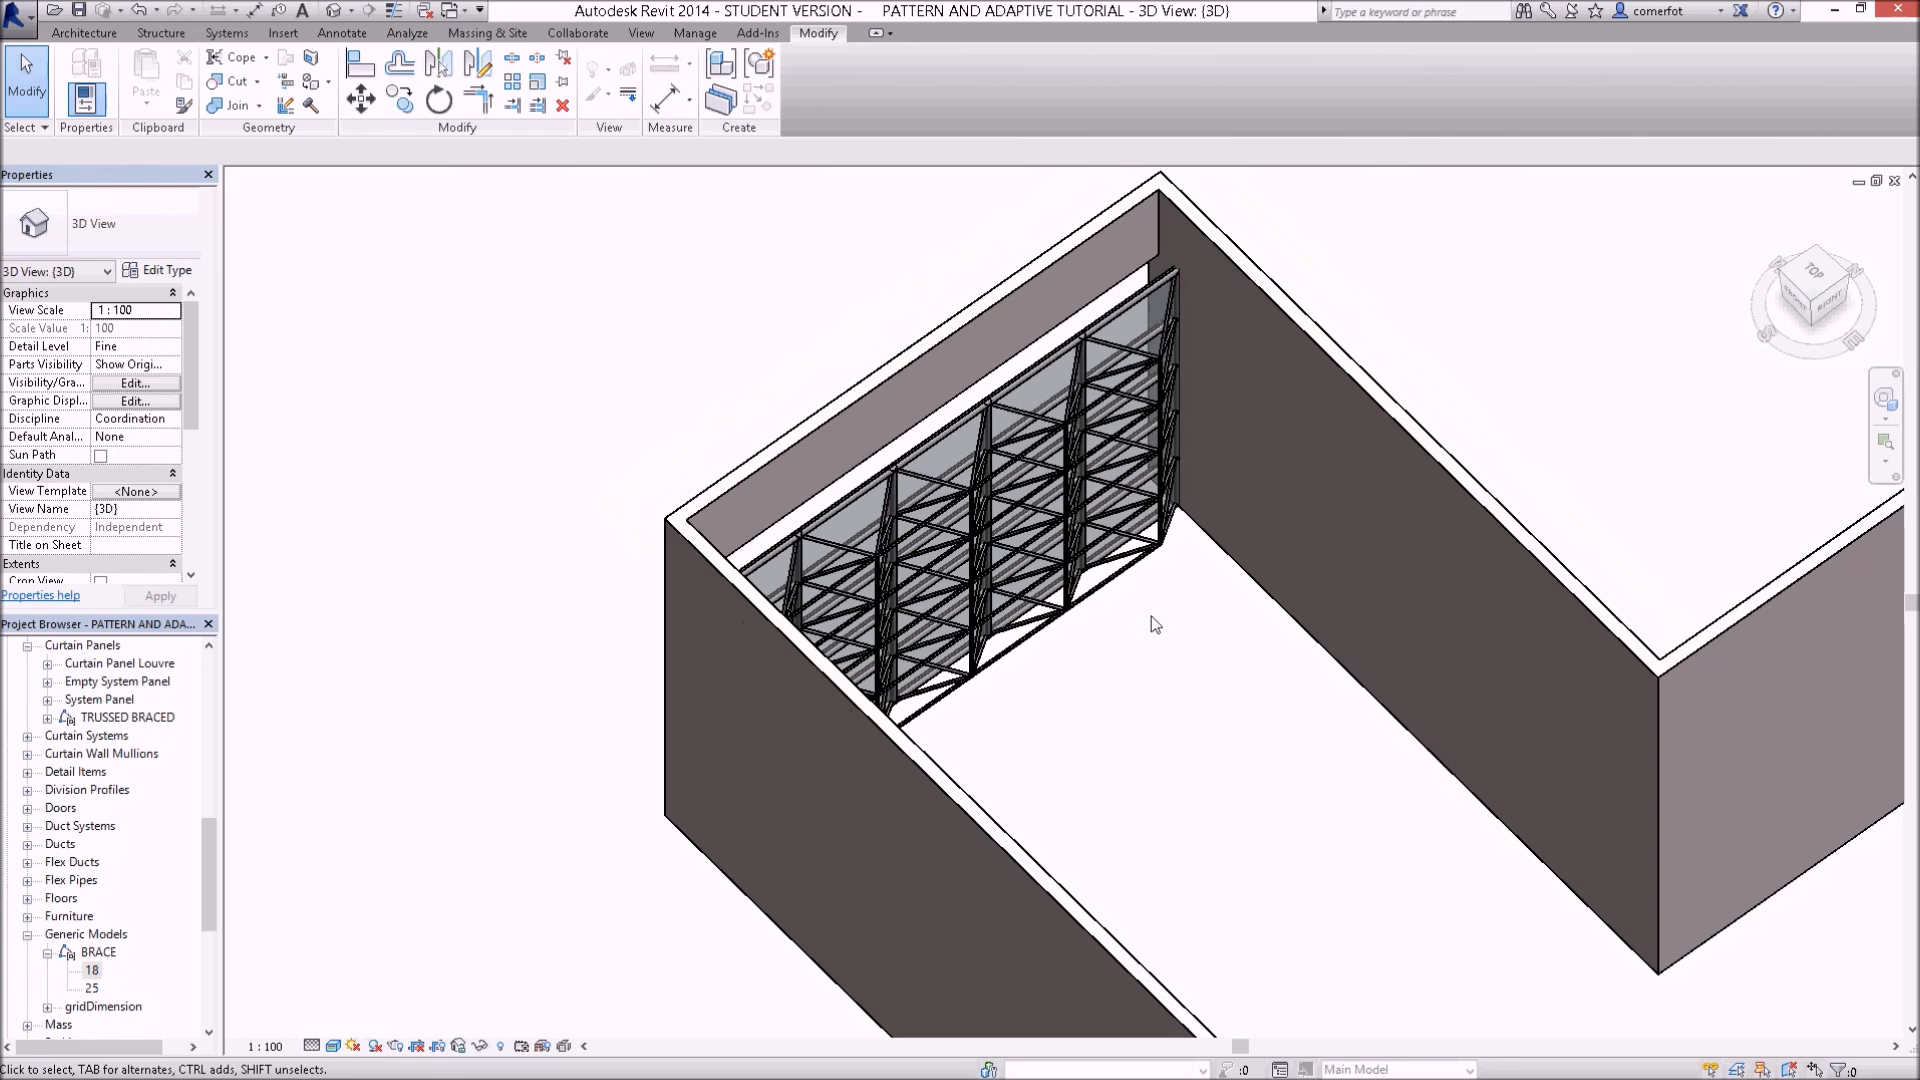 Autodesk Revit 2014 - STUDENT VERSION - PATTERN AND ADAPTIVE TUTORIAL - 3D View: {3D}
Type a keyword or phrase
comerfot
Architecture Structure Systems Insert Annotate Analyze Massing & Site Collaborate View Manage Add-Ins Modify
Modify
Paste
Cope
Cut
Join
Select Properties Clipboard Geometry Modify View Measure Create
Properties
3D View
3D View: {3D} Edit Type
Graphics
View Scale 1 : 100
Scale Value 1: 100
Detail Level Fine
Parts Visibility Show Origi...
Visibility/Gra... Edit...
Graphic Displ... Edit...
Discipline Coordination
Default Anal... None
Sun Path
Identity Data
View Template <None>
View Name {3D}
Dependency Independent
Title on Sheet
Extents
Crop View
Properties help Apply
Project Browser - PATTERN AND ADA...
Curtain Panels
Curtain Panel Louvre
Empty System Panel
System Panel
TRUSSED BRACED
Curtain Systems
Curtain Wall Mullions
Detail Items
Division Profiles
Doors
Duct Systems
Ducts
Flex Ducts
Flex Pipes
Floors
Furniture
Generic Models
BRACE
18
25
gridDimension
Mass
TOP
FRONT
RIGHT
1 : 100
Click to select, TAB for alternates, CTRL adds, SHIFT unselects.
:0
Main Model
:0